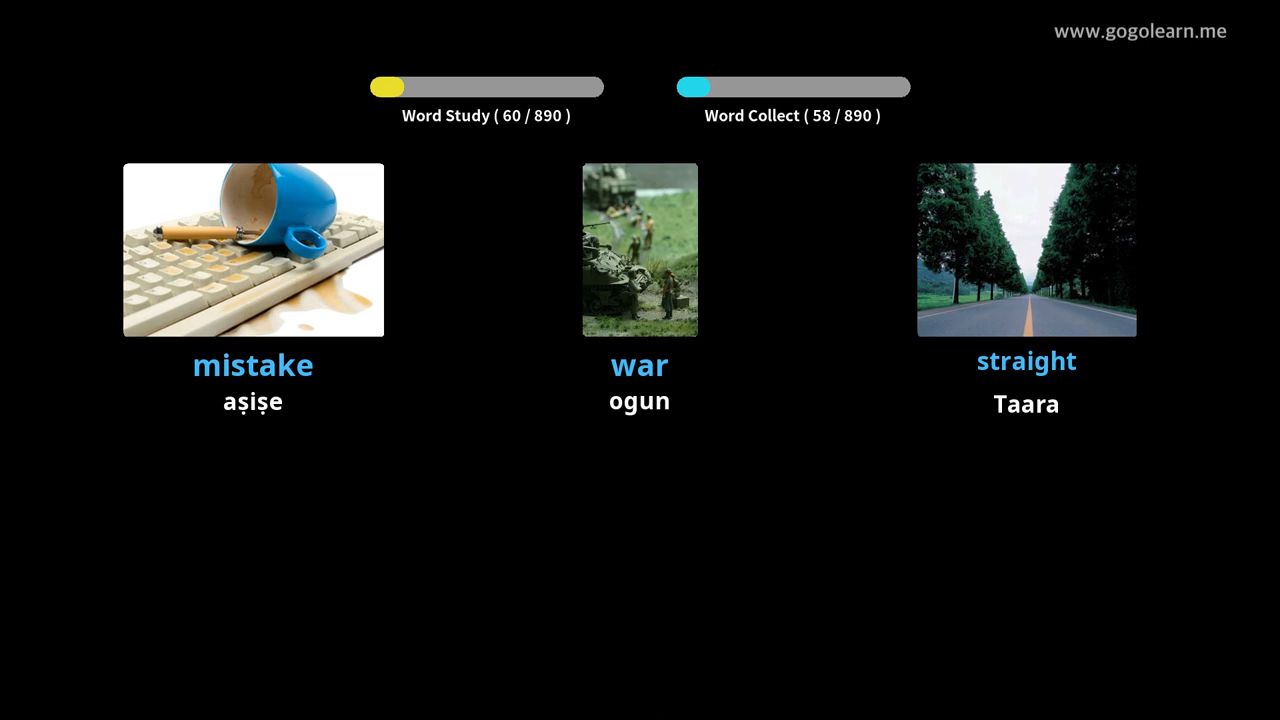 www.gogolearn.me
Word Study ( 60 / 890 )
Word Collect ( 58 / 890 )
mistake
aṣiṣe
war
ogun
straight
Taara